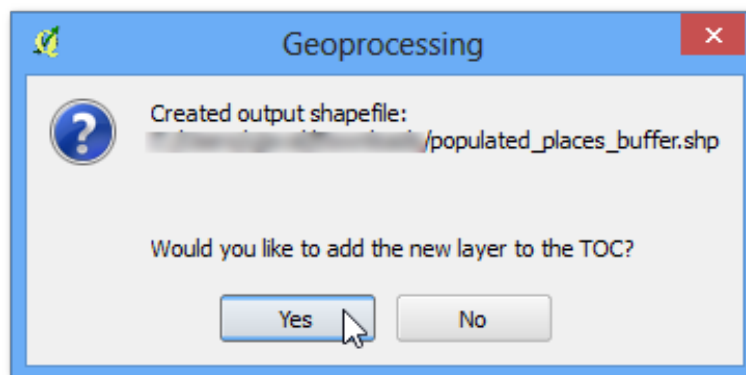 Geoprocessing
Created output shapefile:
/populated_places_buffer.shp
Would you like to add the new layer to the TOC?
Yes
No